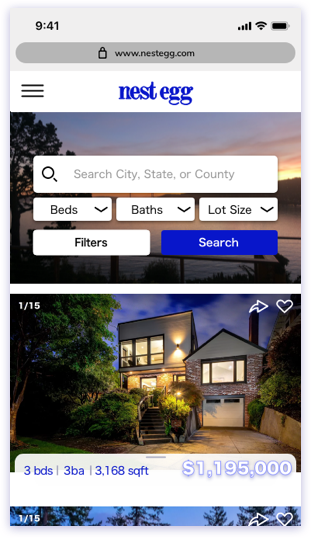 9:41
www.nestegg.com
nest egg
Search City, State, or County
Beds Baths Lot Size
Filters Search
1/15
3 bds | 3ba | 3,168 sqft $1,195,000
1/15